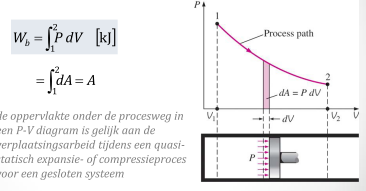 W_b = ∫₁² P dV [kJ]
= ∫₁² dA = A
de oppervlakte onder de procesweg in
een P-V diagram is gelijk aan de
verplaatsingsarbeid tijdens een quasi-
statisch expansie- of compressieproces
voor een gesloten systeem
P
1
Process path
2
dA = P dV
V₁
dV
V₂
V
P